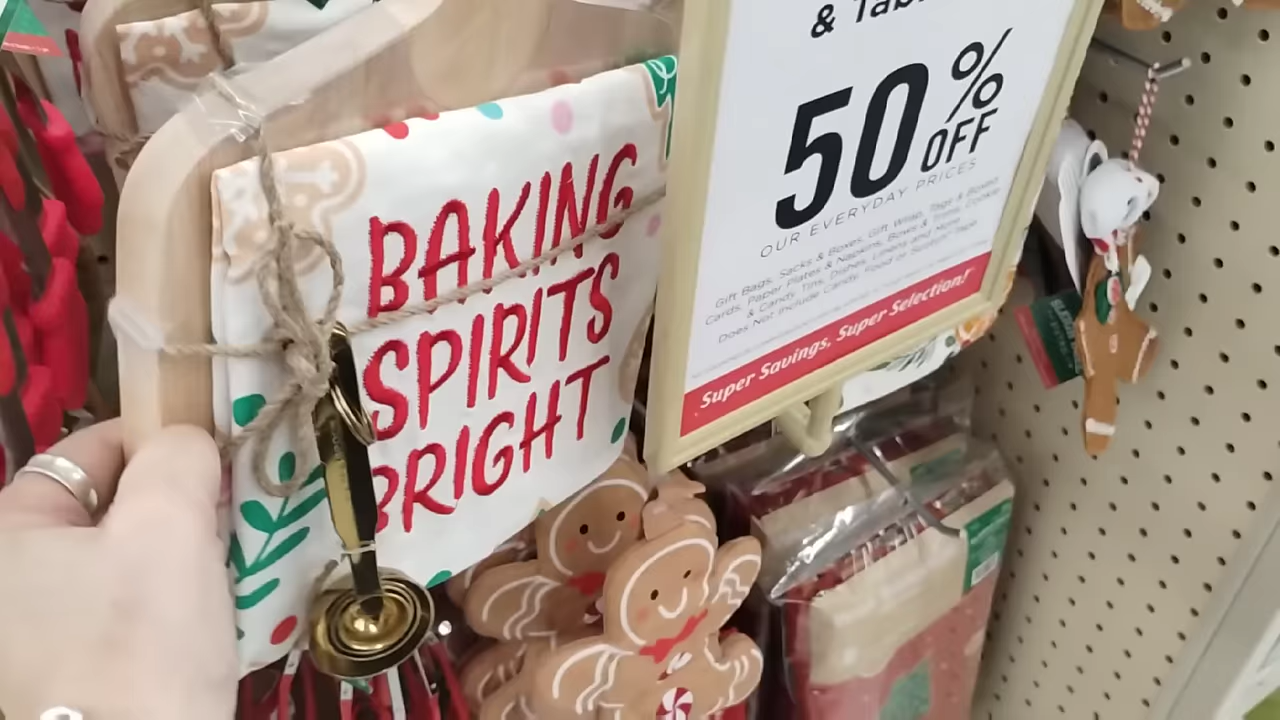 BAKING
SPIRITS
BRIGHT
& Tab
50%
OFF
OUR EVERYDAY PRICES
Gift Bags, Sacks & Boxes, Gift Wrap, Tags & Boxed
Cards, Paper Plates & Napkins, Bows & Trims, Cookie
& Candy Tins, Dishes, Linens and More
Does Not Include Candy, Food or Scotch Tape
Super Savings, Super Selection!